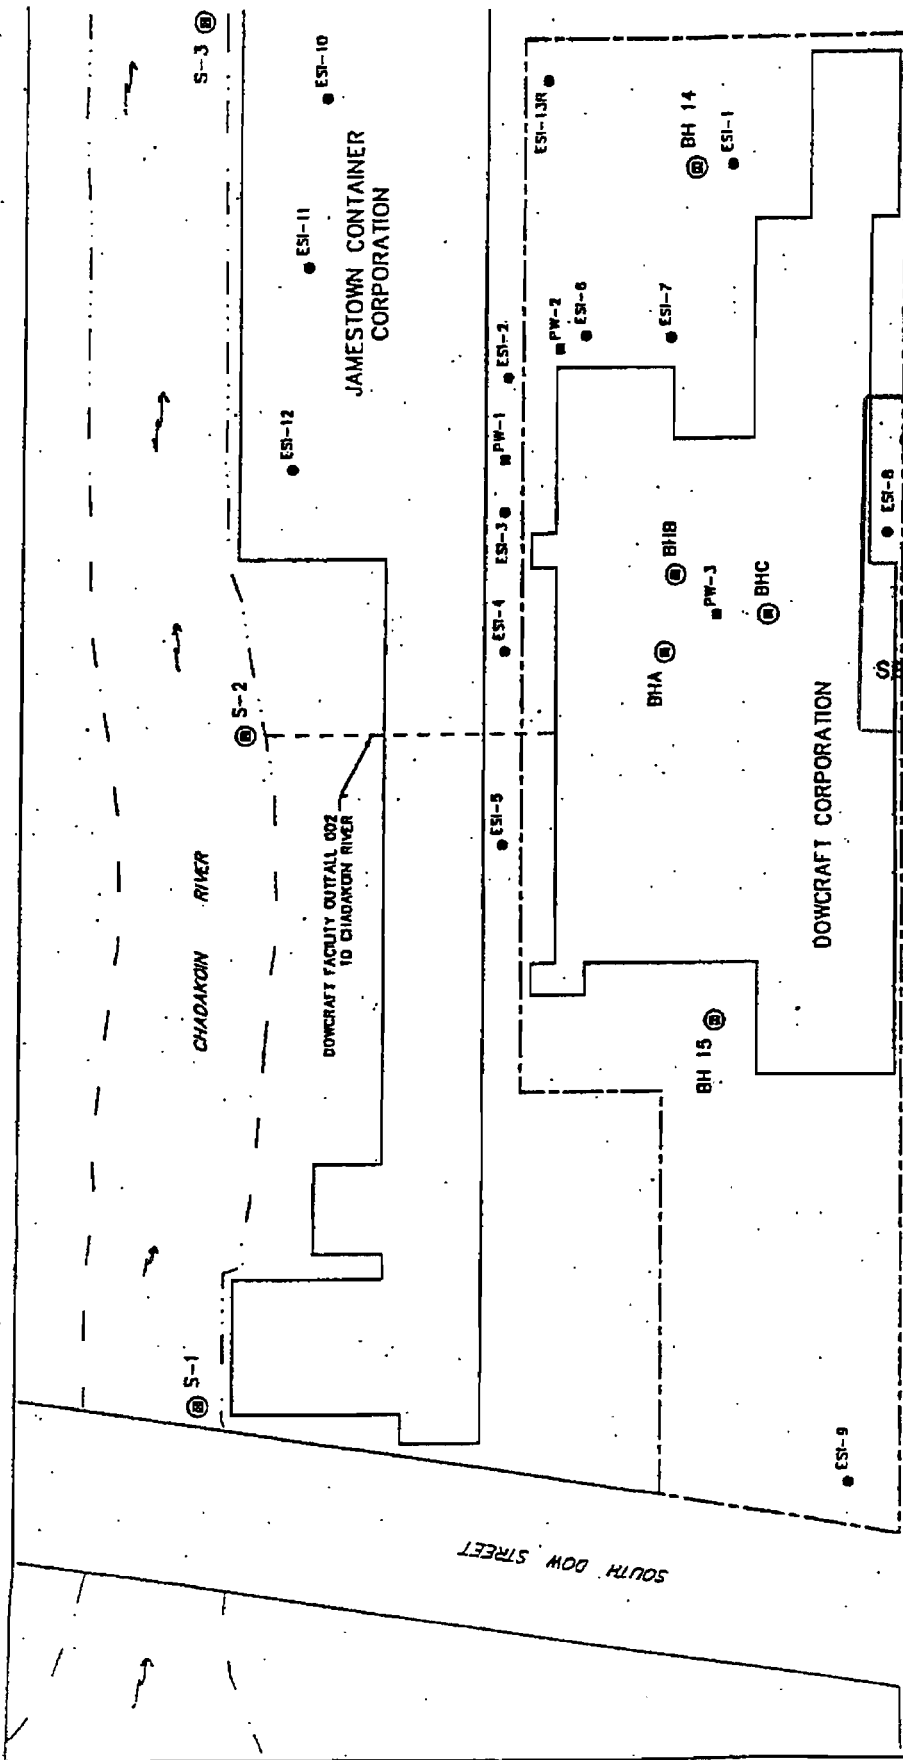 S-3
ESI-10
JAMESTOWN CONTAINER
CORPORATION
ESI-11
ESI-12
ESI-13R
BH 14
ESI-1
PW-2
ESI-6
ESI-7
ESI-2
PW-1
ESI-3
ESI-4
ESI-5
ESI-8
BHB
PW-3
BHC
BHA
S-2
DOWCRAFT FACILITY OUTFALL 002
TO CHADAKOIN RIVER
CHADAKOIN RIVER
DOWCRAFT CORPORATION
BH 15
S-1
ESI-9
SOUTH DOW STREET